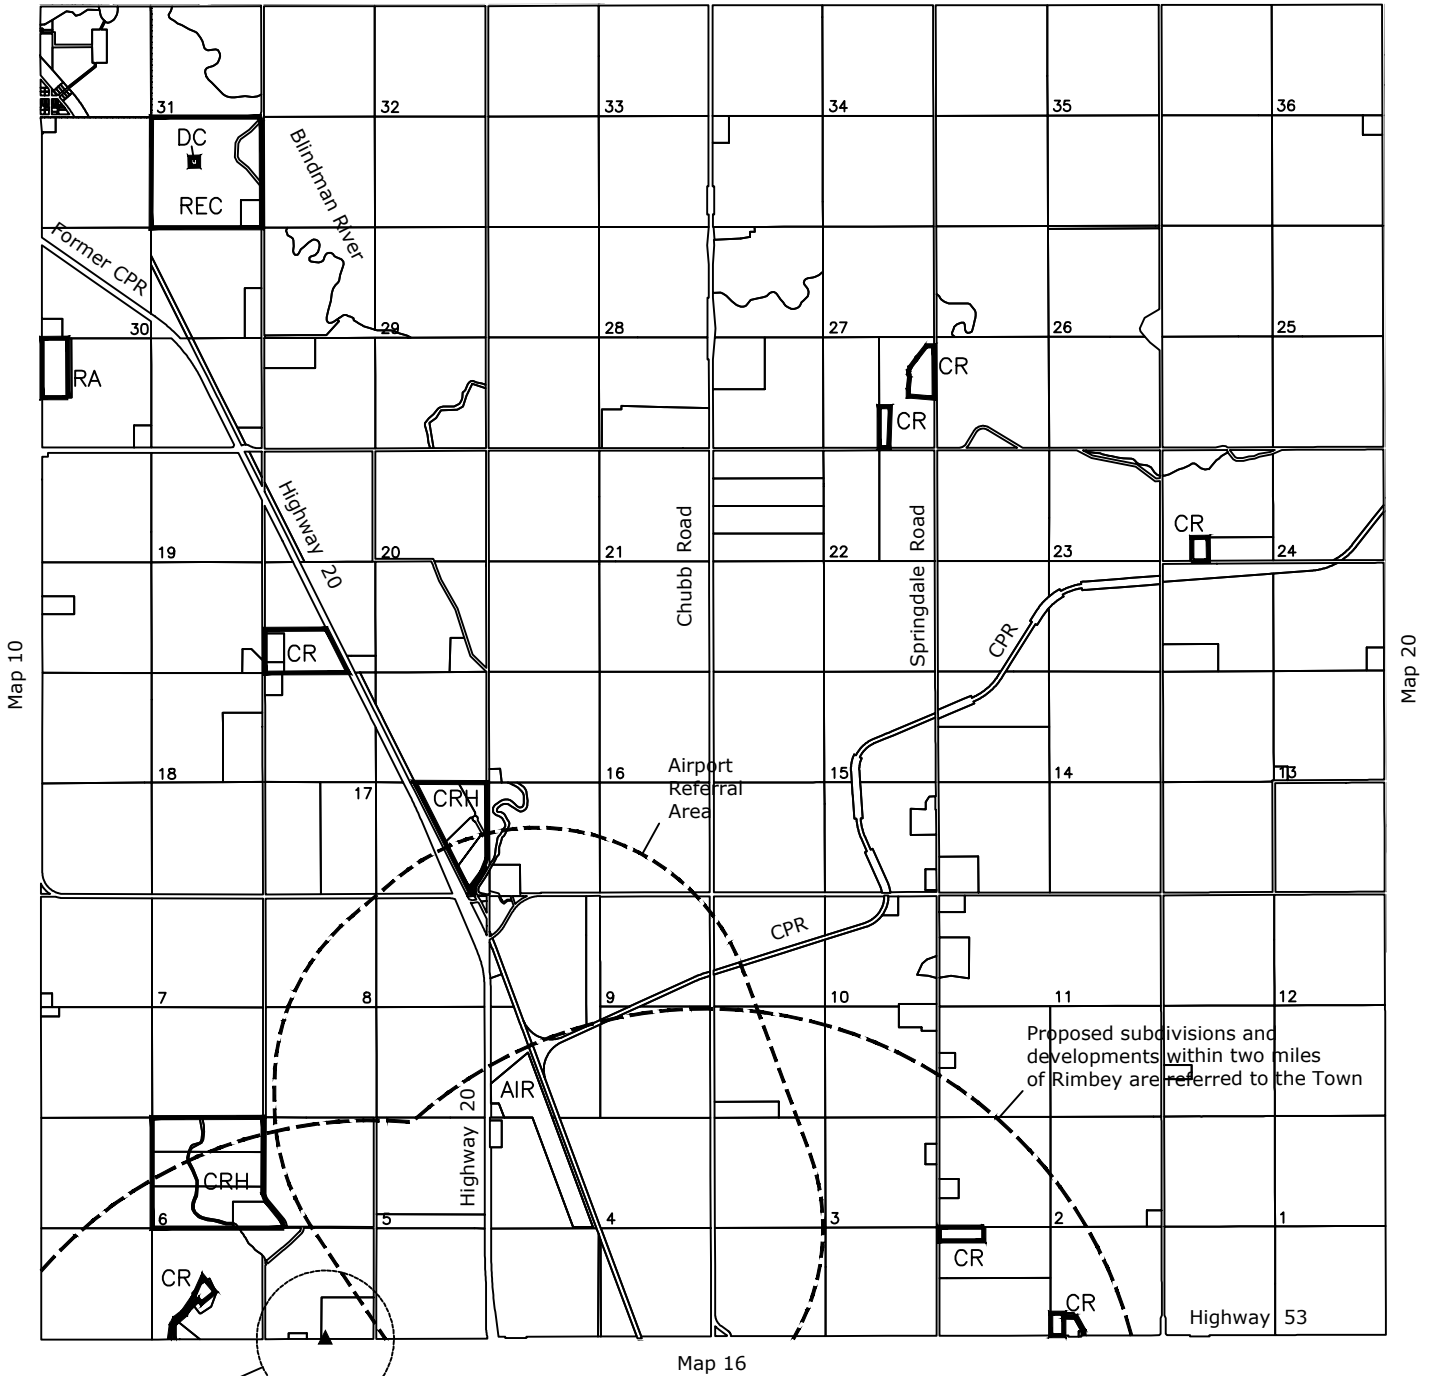 31
32
33
34
35
36
DC
REC
Blindman River
Former CPR
30
29
28
27
26
25
RA
CR
CR
Highway 20
Chubb Road
Springdale Road
CR
19
20
21
22
23
24
CPR
CR
Map 10
Map 20
18
17
16
15
14
13
CRH
Airport
Referral
Area
CPR
7
8
9
10
11
12
Proposed subdivisions and
developments within two miles
of Rimbey are referred to the Town
AIR
Highway 20
CRH
6
5
4
3
2
1
CR
CR
CR
Highway 53
Map 16